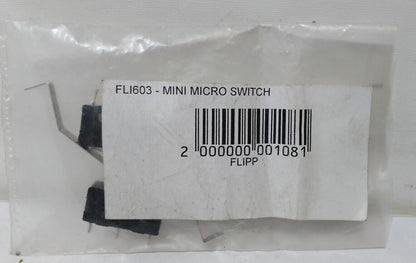 FLI603 - MINI MICRO SWITCH
2 000000 001081
FLIPP